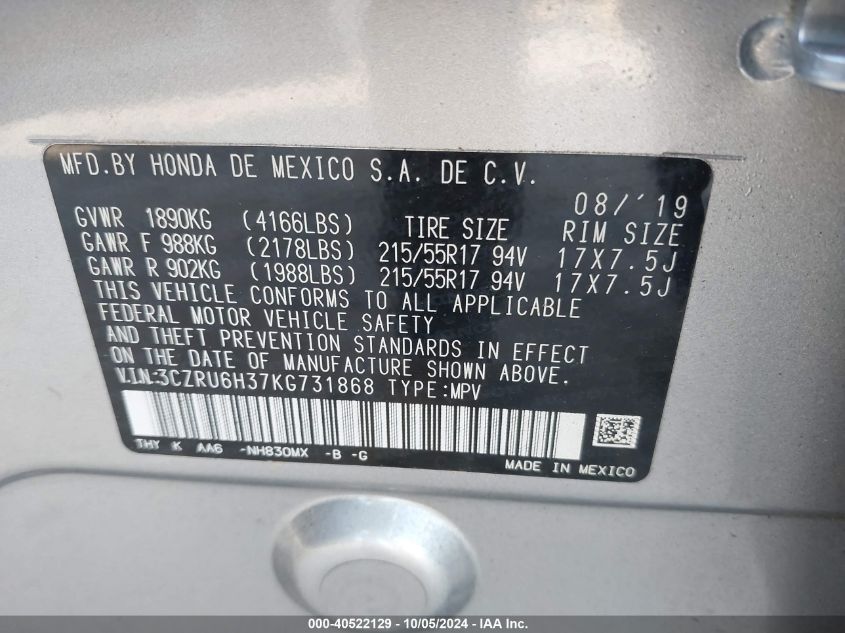 MFD.BY HONDA DE MEXICO S.A. DE C.V. 08/'19
GVWR 1890KG (4166LBS) TIRE SIZE RIM SIZE
GAWR F 988KG (2178LBS) 215/55R17 94V 17X7.5J
GAWR R 902KG (1988LBS) 215/55R17 94V 17X7.5J
THIS VEHICLE CONFORMS TO ALL APPLICABLE
FEDERAL MOTOR VEHICLE SAFETY
AND THEFT PREVENTION STANDARDS IN EFFECT
ON THE DATE OF MANUFACTURE SHOWN ABOVE.
V.I.N:3CZRU6H37KG731868 TYPE:MPV
THY K AA6 -NH830MX -B -G
MADE IN MEXICO
000-40522129 - 10/05/2024 - IAA Inc.